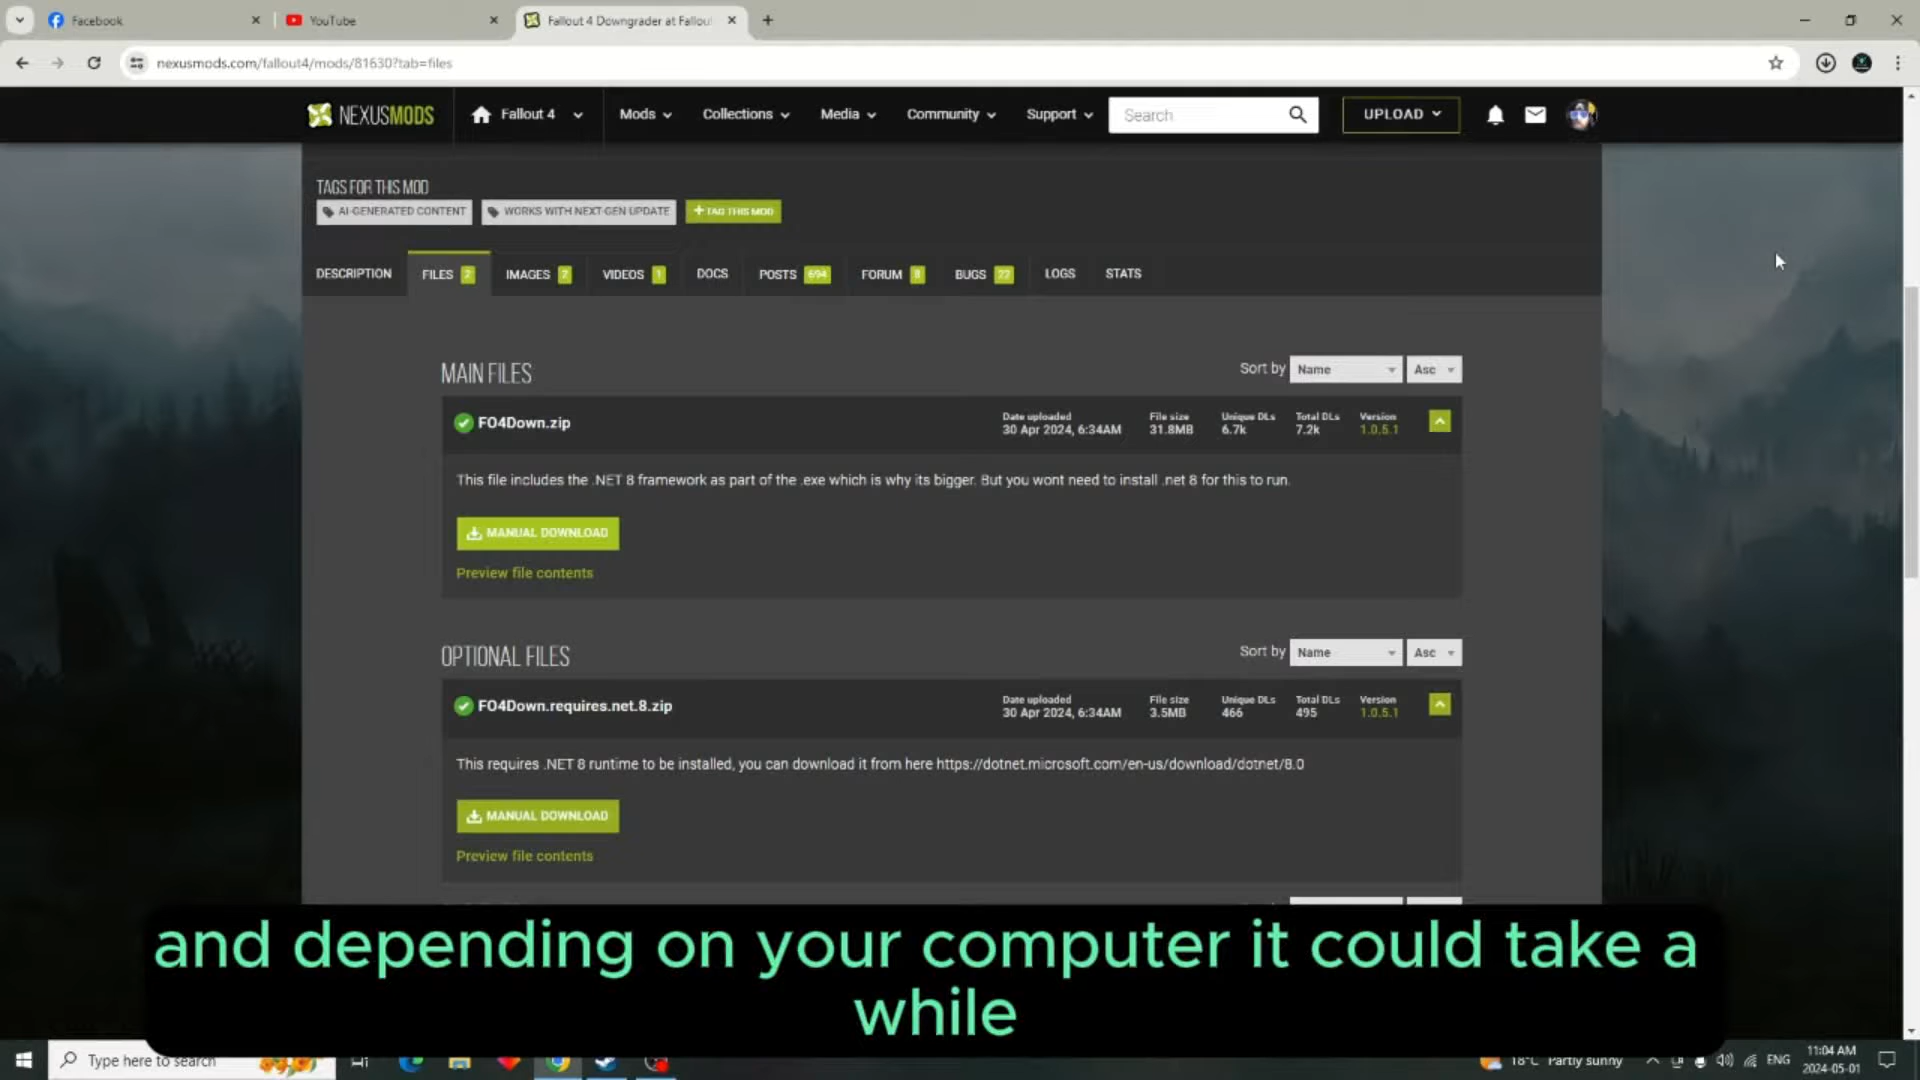 Facebook
YouTube
Fallout 4 Downgrader at Fallou
nexusmods.com/fallout4/mods/81630?tab=files
NEXUSMODS
Fallout 4
Mods
Collections
Media
Community
Support
Search
UPLOAD
TAGS FOR THIS MOD
AI-GENERATED CONTENT
WORKS WITH NEXT-GEN UPDATE
+ TAG THIS MOD
DESCRIPTION
FILES 2
IMAGES 2
VIDEOS 1
DOCS
POSTS 694
FORUM 8
BUGS 22
LOGS
STATS
MAIN FILES
Sort by
Name
Asc
FO4Down.zip
Date uploaded
30 Apr 2024, 6:34AM
File size
31.8MB
Unique DLs
6.7k
Total DLs
7.2k
Version
1.0.5.1
This file includes the .NET 8 framework as part of the .exe which is why its bigger. But you wont need to install .net 8 for this to run.
MANUAL DOWNLOAD
Preview file contents
OPTIONAL FILES
Sort by
Name
Asc
FO4Down.requires.net.8.zip
Date uploaded
30 Apr 2024, 6:34AM
File size
3.5MB
Unique DLs
466
Total DLs
495
Version
1.0.5.1
This requires .NET 8 runtime to be installed, you can download it from here https://dotnet.microsoft.com/en-us/download/dotnet/8.0
MANUAL DOWNLOAD
Preview file contents
and depending on your computer it could take a
while
Type here to search
18°C Partly sunny
ENG
11:04 AM
2024-05-01